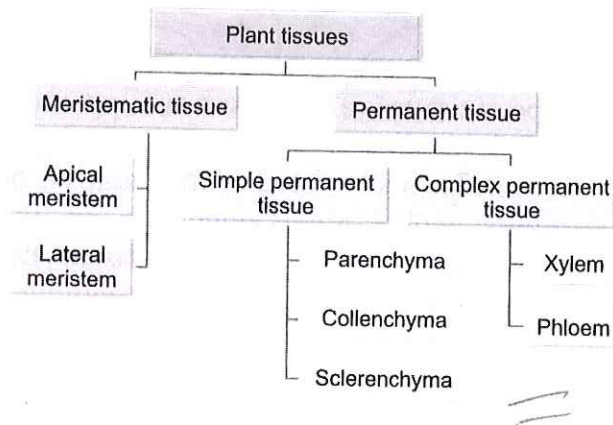 Plant tissues
Meristematic tissue
Permanent tissue
Apical
meristem
Lateral
meristem
Simple permanent
tissue
Complex permanent
tissue
Parenchyma
Collenchyma
Sclerenchyma
Xylem
Phloem